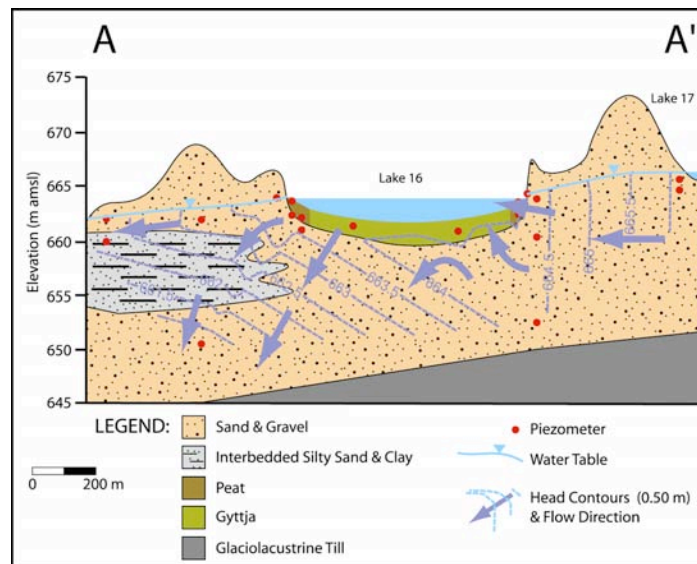 A
A'
675
670
665
660
655
650
645
Elevation (m amsl)
Lake 17
Lake 16
663
663.5
664
664.5
LEGEND:
Sand & Gravel
Interbedded Silty Sand & Clay
Peat
Gyttja
Glaciolacustrine Till
0 200 m
Piezometer
Water Table
Head Contours (0.50 m)
& Flow Direction